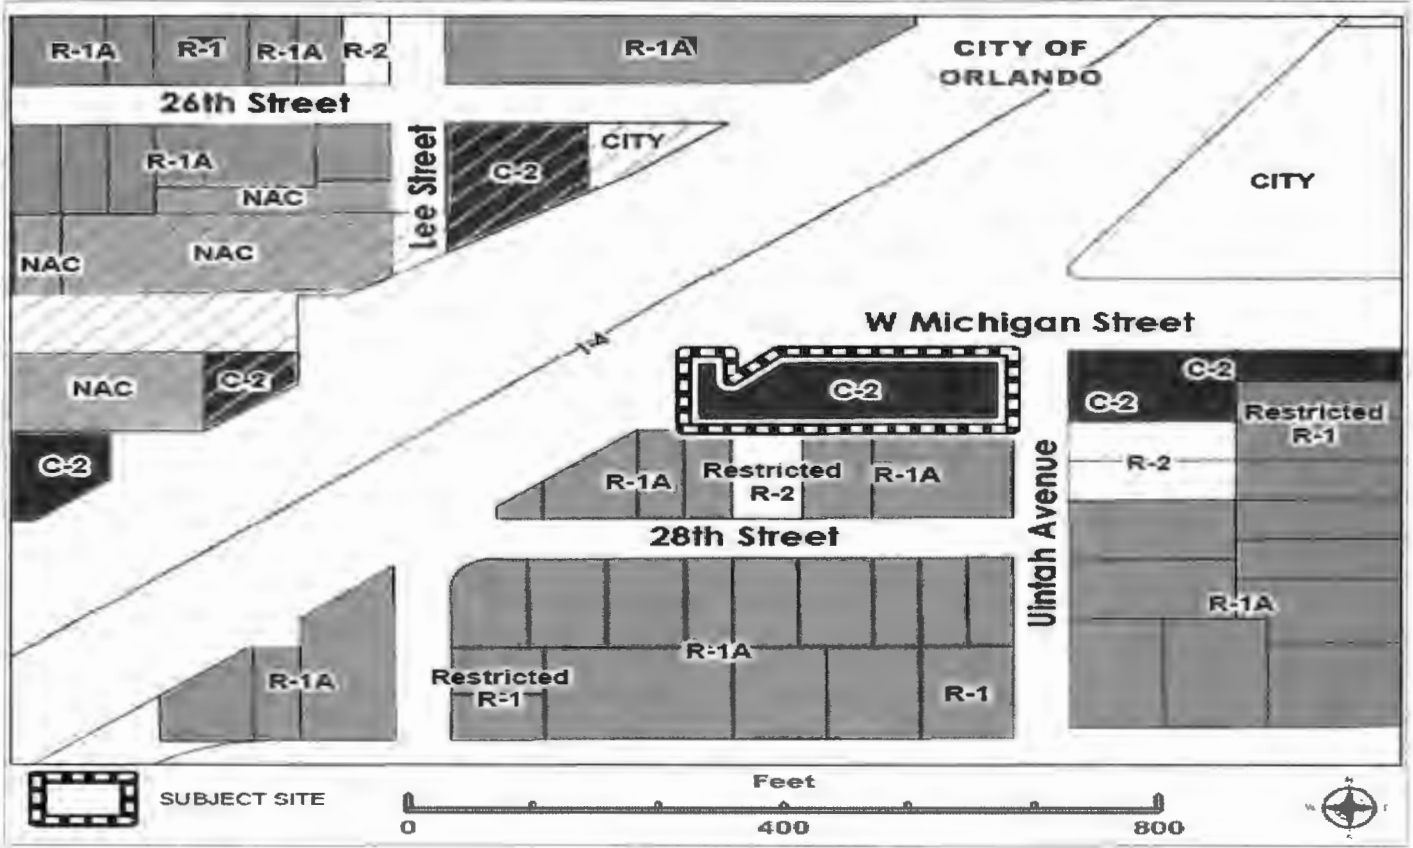 R-1A
R-1
R-1A
R-2
R-1A
CITY OF
ORLANDO
26th Street
R-1A
NAC
NAC
NAC
Lee Street
C-2
CITY
CITY
I-4
W Michigan Street
NAC
C-2
C-2
C-2
C-2
C-2
Restricted
R-1
R-2
R-1A
Restricted
R-2
R-1A
28th Street
Uintah Avenue
R-1A
R-1A
Restricted
R-1
R-1A
R-1
SUBJECT SITE
Feet
0
400
800
N
W